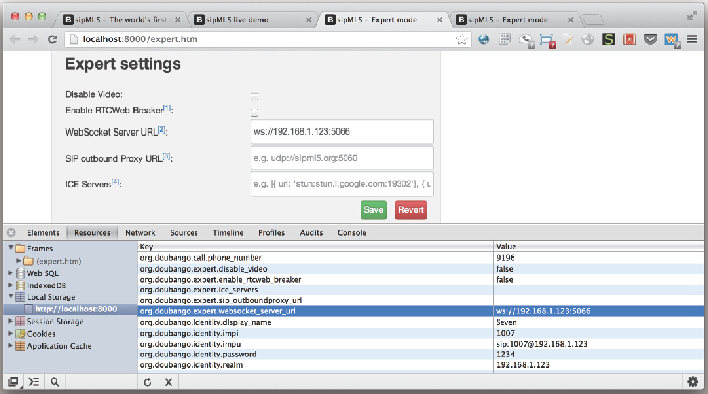 sipML5 – The world's first
sipML5 live demo
sipML5 – Expert mode
sipML5 – Expert mode
localhost:8000/expert.htm
Expert settings
Disable Video:
Enable RTCWeb Breaker[1]:
WebSocket Server URL[2]:
ws://192.168.1.123:5066
SIP outbound Proxy URL[3]:
e.g. udp://sipml5.org:5060
ICE Servers[4]:
e.g. [{ url: 'stun:stun.l.google.com:19302'}, { u
Save
Revert
Elements
Resources
Network
Sources
Timeline
Profiles
Audits
Console
Frames
(expert.htm)
Web SQL
IndexedDB
Local Storage
http://localhost:8000
Session Storage
Cookies
Application Cache
Key
Value
org.doubango.call.phone_number
9196
org.doubango.expert.disable_video
false
org.doubango.expert.enable_rtcweb_breaker
false
org.doubango.expert.ice_servers
org.doubango.expert.sip_outboundproxy_url
org.doubango.expert.websocket_server_url
ws://192.168.1.123:5066
org.doubango.identity.display_name
Seven
org.doubango.identity.impi
1007
org.doubango.identity.impu
sip:1007@192.168.1.123
org.doubango.identity.password
1234
org.doubango.identity.realm
192.168.1.123